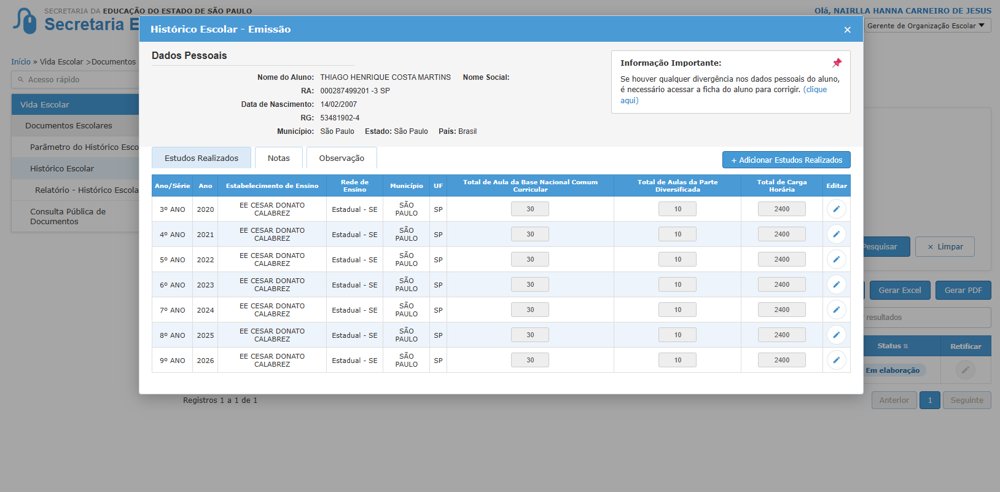 SECRETARIA DA EDUCAÇÃO DO ESTADO DE SÃO PAULO
Secretaria E
Olá, NAIRLLA HANNA CARNEIRO DE JESUS
Gerente de Organização Escolar
Início » Vida Escolar >Documentos
Acesso rápido
Vida Escolar
Documentos Escolares
Parâmetro do Histórico Esco
Histórico Escolar
Relatório - Histórico Escola
Consulta Pública de
Documentos
Histórico Escolar - Emissão
×
Dados Pessoais
Nome do Aluno: THIAGO HENRIQUE COSTA MARTINS Nome Social:
RA: 000287499201 -3 SP
Data de Nascimento: 14/02/2007
RG: 53481902-4
Município: São Paulo Estado: São Paulo País: Brasil
Informação Importante:
Se houver qualquer divergência nos dados pessoais do aluno,
é necessário acessar a ficha do aluno para corrigir. (clique
aqui)
Estudos Realizados Notas Observação
+ Adicionar Estudos Realizados
Ano/Série Ano Estabelecimento de Ensino Rede de Ensino Município UF Total de Aula da Base Nacional Comum Curricular Total de Aulas da Parte Diversificada Total de Carga Horária Editar
3º ANO 2020 EE CESAR DONATO CALABREZ Estadual - SE SÃO PAULO SP 30 10 2400
4º ANO 2021 EE CESAR DONATO CALABREZ Estadual - SE SÃO PAULO SP 30 10 2400
5º ANO 2022 EE CESAR DONATO CALABREZ Estadual - SE SÃO PAULO SP 30 10 2400
6º ANO 2023 EE CESAR DONATO CALABREZ Estadual - SE SÃO PAULO SP 30 10 2400
7º ANO 2024 EE CESAR DONATO CALABREZ Estadual - SE SÃO PAULO SP 30 10 2400
8º ANO 2025 EE CESAR DONATO CALABREZ Estadual - SE SÃO PAULO SP 30 10 2400
9º ANO 2026 EE CESAR DONATO CALABREZ Estadual - SE SÃO PAULO SP 30 10 2400
Pesquisar × Limpar
Gerar Excel Gerar PDF
resultados
Status Retificar
Em elaboração
Registros 1 a 1 de 1
Anterior 1 Seguinte